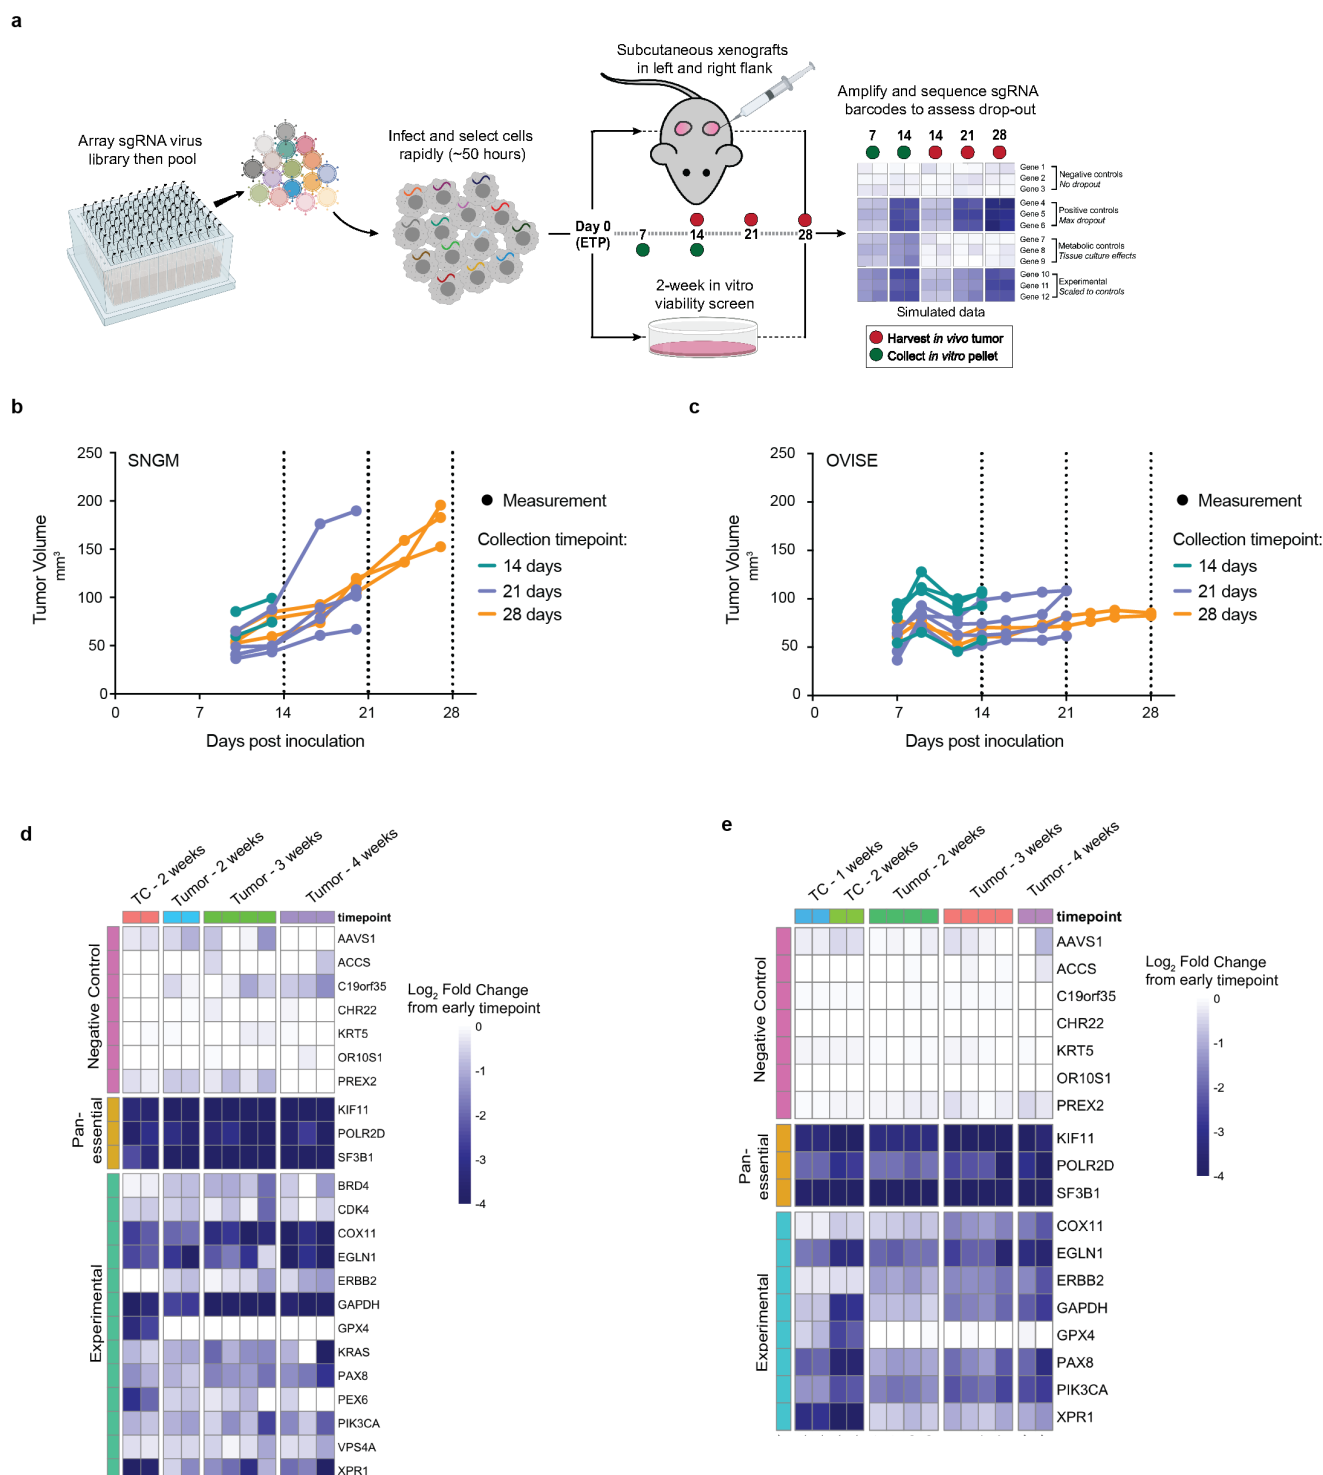 a
Subcutaneous xenografts
in left and right flank
Amplify and sequence sgRNA
barcodes to assess drop-out
Array sgRNA virus
library then pool
Infect and select cells
rapidly (~50 hours)
7 14 14 21 28
Gene 1
Gene 2
Gene 3
Negative controls
No dropout
Gene 4
Gene 5
Gene 6
Positive controls
Max dropout
Gene 7
Gene 8
Gene 9
Metabolic controls
Tissue culture effects
Gene 10
Gene 11
Gene 12
Experimental
Scaled to controls
Day 0
(ETP)
7 14 21 28
2-week in vitro
viability screen
Simulated data
Harvest in vivo tumor
Collect in vitro pellet
b
SNGM
250
200
150
100
50
0
Tumor Volume
mm³
0 7 14 21 28
Days post inoculation
Measurement
Collection timepoint:
14 days
21 days
28 days
c
OVISE
250
200
150
100
50
0
Tumor Volume
mm³
0 7 14 21 28
Days post inoculation
Measurement
Collection timepoint:
14 days
21 days
28 days
d
TC - 2 weeks
Tumor - 2 weeks
Tumor - 3 weeks
Tumor - 4 weeks
timepoint
Negative Control
AAVS1
ACCS
C19orf35
CHR22
KRT5
OR10S1
PREX2
Pan-
essential
KIF11
POLR2D
SF3B1
Experimental
BRD4
CDK4
COX11
EGLN1
ERBB2
GAPDH
GPX4
KRAS
PAX8
PEX6
PIK3CA
VPS4A
XPR1
Log₂ Fold Change
from early timepoint
0
-1
-2
-3
-4
e
TC - 1 weeks
TC - 2 weeks
Tumor - 2 weeks
Tumor - 3 weeks
Tumor - 4 weeks
timepoint
Negative Control
AAVS1
ACCS
C19orf35
CHR22
KRT5
OR10S1
PREX2
Pan-
essential
KIF11
POLR2D
SF3B1
Experimental
COX11
EGLN1
ERBB2
GAPDH
GPX4
PAX8
PIK3CA
XPR1
Log₂ Fold Change
from early timepoint
0
-1
-2
-3
-4